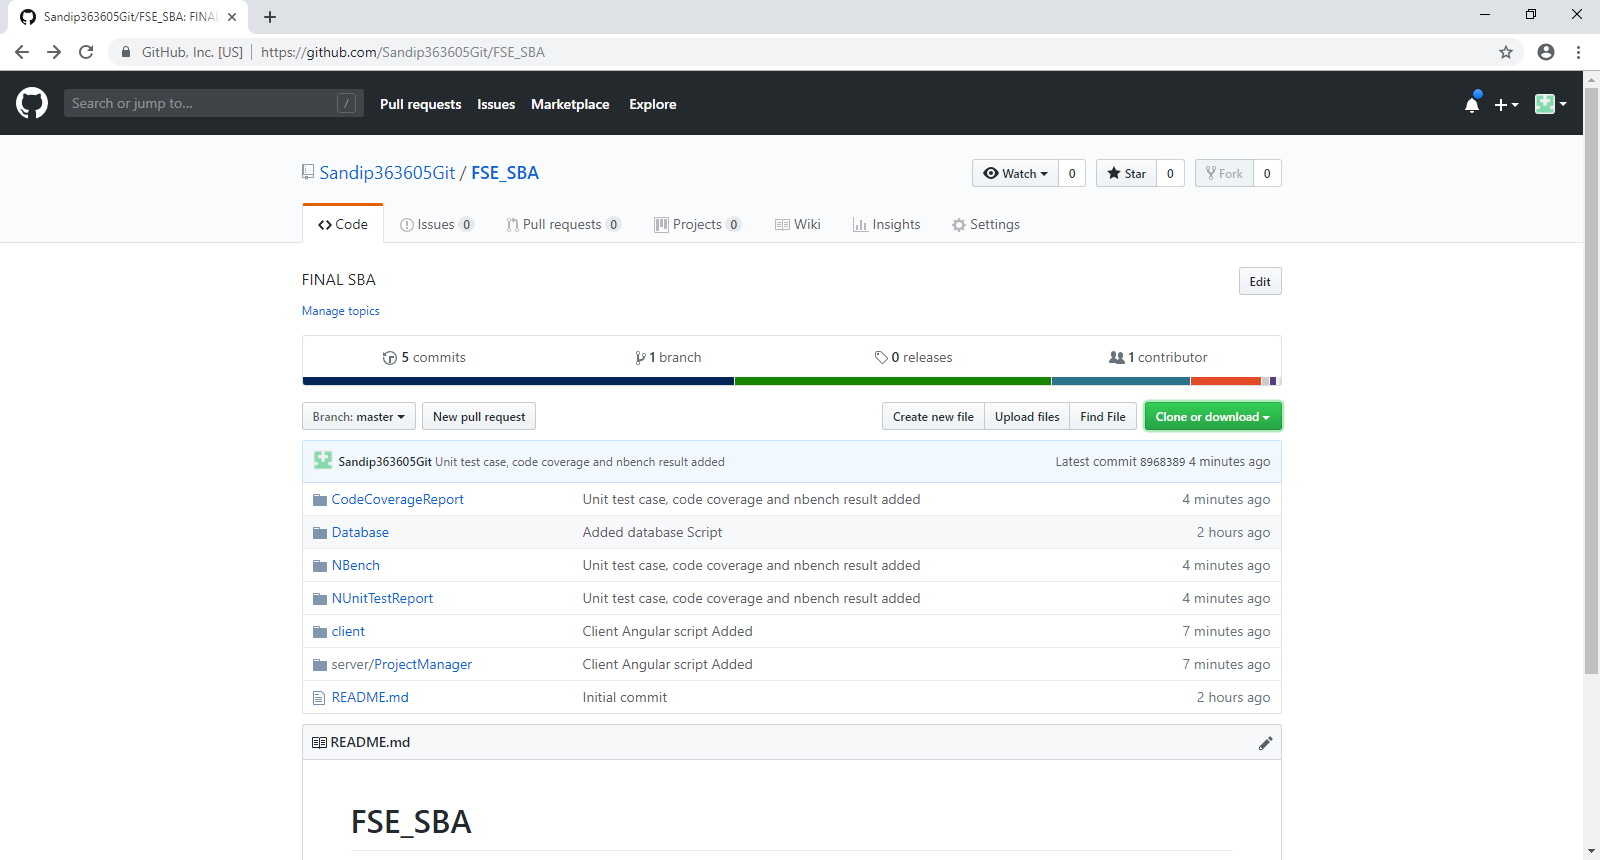 Sandip363605Git/FSE_SBA: FINAL
GitHub, Inc. [US] https://github.com/Sandip363605Git/FSE_SBA
Search or jump to... / Pull requests Issues Marketplace Explore
Sandip363605Git / FSE_SBA Watch 0 Star 0 Fork 0
Code Issues 0 Pull requests 0 Projects 0 Wiki Insights Settings
FINAL SBA Edit
Manage topics
5 commits 1 branch 0 releases 1 contributor
Branch: master New pull request Create new file Upload files Find File Clone or download
Sandip363605Git Unit test case, code coverage and nbench result added Latest commit 8968389 4 minutes ago
CodeCoverageReport Unit test case, code coverage and nbench result added 4 minutes ago
Database Added database Script 2 hours ago
NBench Unit test case, code coverage and nbench result added 4 minutes ago
NUnitTestReport Unit test case, code coverage and nbench result added 4 minutes ago
client Client Angular script Added 7 minutes ago
server/ProjectManager Client Angular script Added 7 minutes ago
README.md Initial commit 2 hours ago
README.md
FSE_SBA